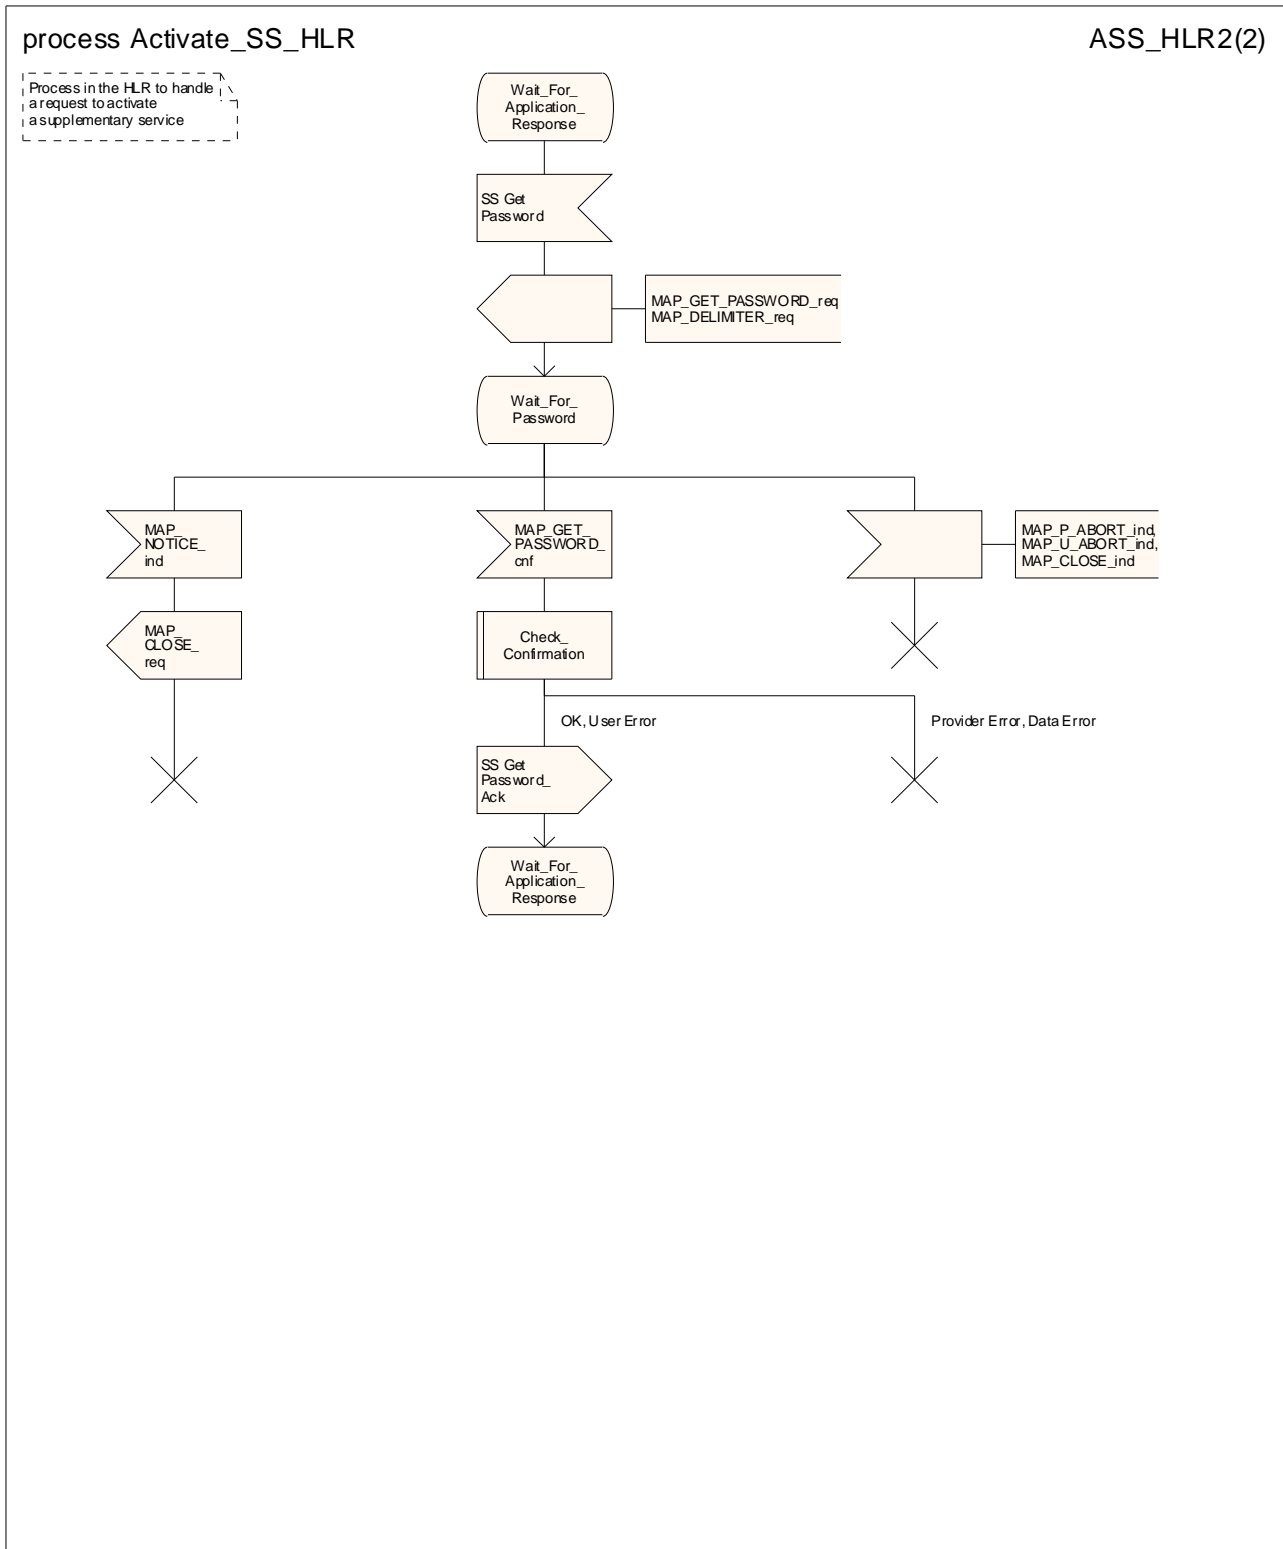 process Activate_SS_HLR
ASS_HLR2(2)
Process in the HLR to handle
a request to activate
a supplementary service
Wait_For_
Application_
Response
SS Get
Password
MAP_GET_PASSWORD_req
MAP_DELIMITER_req
Wait_For_
Password
MAP_
NOTICE_
ind
MAP_GET_
PASSWORD_
cnf
MAP_P_ABORT_ind,
MAP_U_ABORT_ind,
MAP_CLOSE_ind
MAP_
CLOSE_
req
Check_
Confirmation
OK, User Error
Provider Error, Data Error
SS Get
Password_
Ack
Wait_For_
Application_
Response